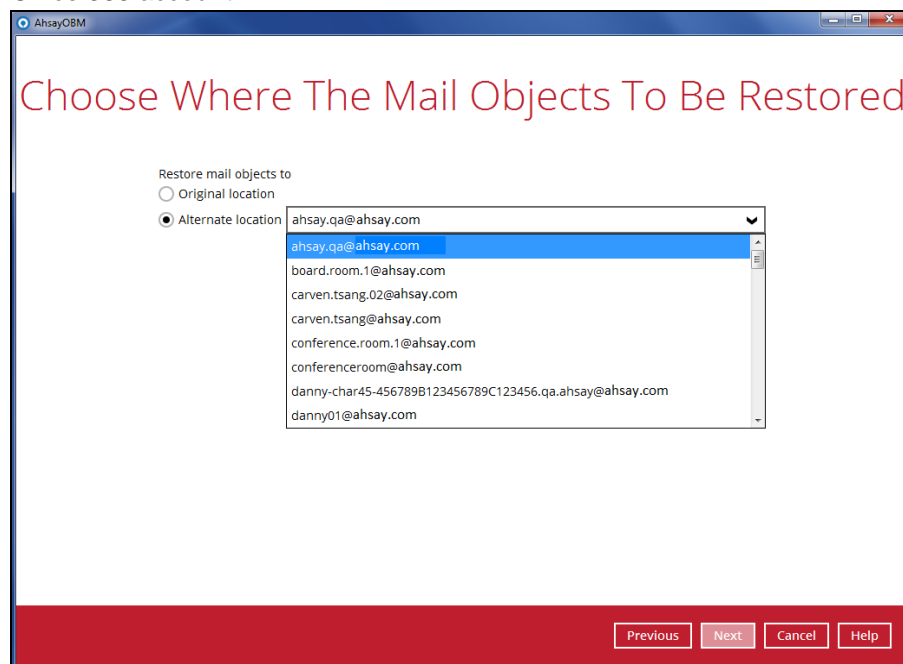 AhsayOBM
Choose Where The Mail Objects To Be Restored
Restore mail objects to
Original location
Alternate location ahsay.qa@ahsay.com
ahsay.qa@ahsay.com
board.room.1@ahsay.com
carven.tsang.02@ahsay.com
carven.tsang@ahsay.com
conference.room.1@ahsay.com
conferenceroom@ahsay.com
danny-char45-456789B123456789C123456.qa.ahsay@ahsay.com
danny01@ahsay.com
Previous Next Cancel Help